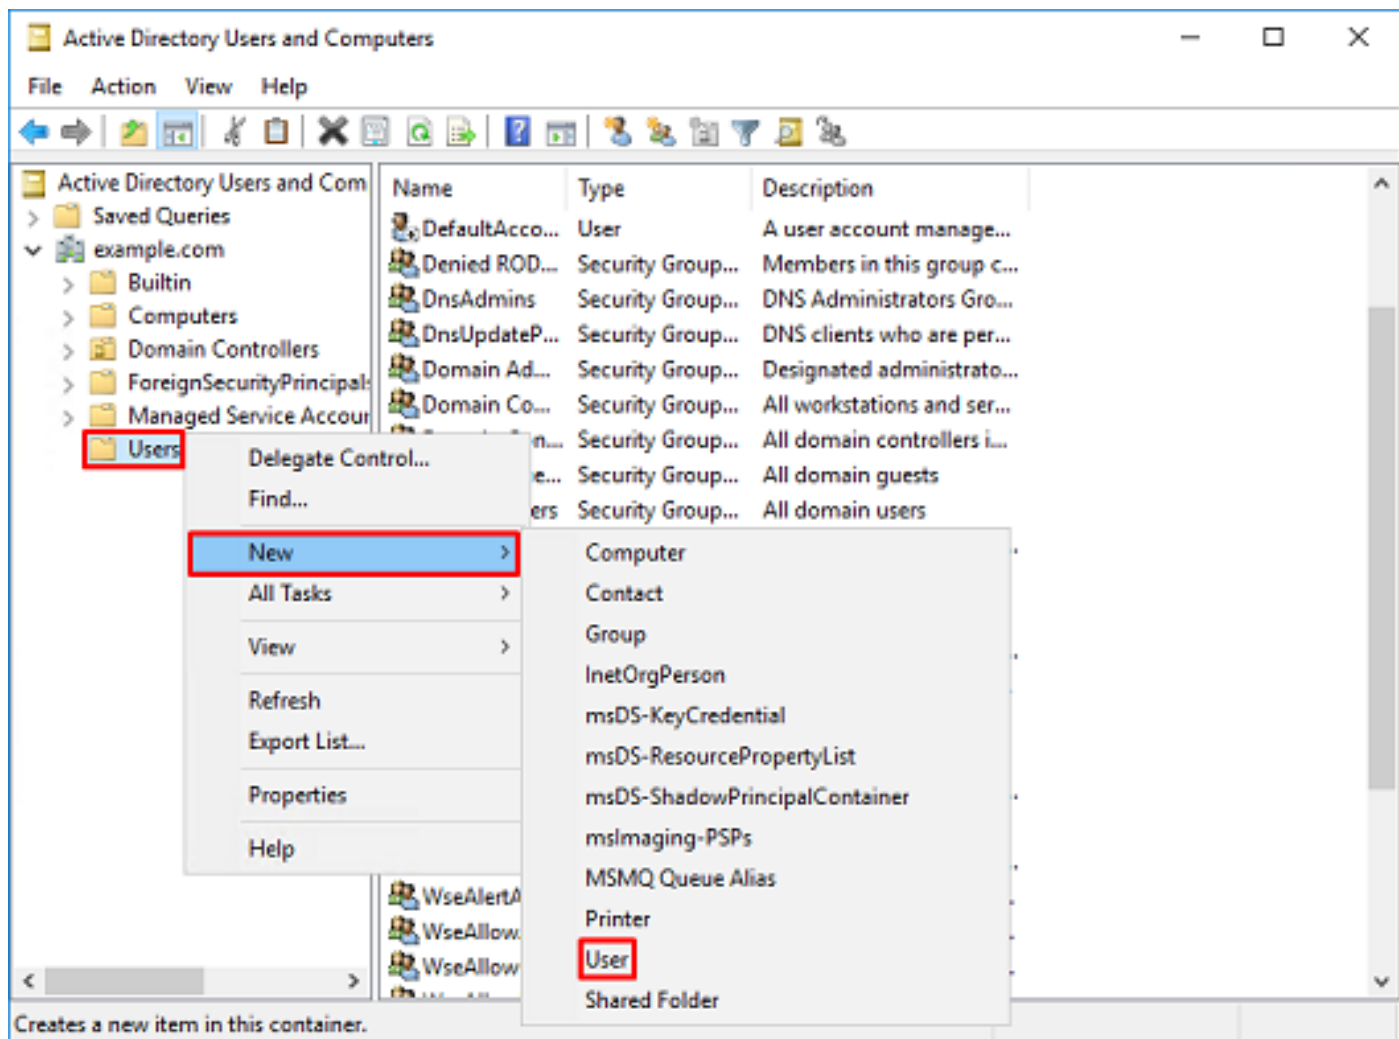 Active Directory Users and Computers
File Action View Help
Active Directory Users and Com
Saved Queries
example.com
Builtin
Computers
Domain Controllers
ForeignSecurityPrincipals
Managed Service Accour
Users
Name Type Description
DefaultAcco... User A user account manage...
Denied ROD... Security Group... Members in this group c...
DnsAdmins Security Group... DNS Administrators Gro...
DnsUpdateP... Security Group... DNS clients who are per...
Domain Ad... Security Group... Designated administrato...
Domain Co... Security Group... All workstations and ser...
n... Security Group... All domain controllers i...
e... Security Group... All domain guests
ers Security Group... All domain users
Delegate Control...
Find...
New
All Tasks
View
Refresh
Export List...
Properties
Help
Computer
Contact
Group
InetOrgPerson
msDS-KeyCredential
msDS-ResourcePropertyList
msDS-ShadowPrincipalContainer
msImaging-PSPs
MSMQ Queue Alias
Printer
User
Shared Folder
WseAlertA
WseAllow.
WseAllow
Creates a new item in this container.